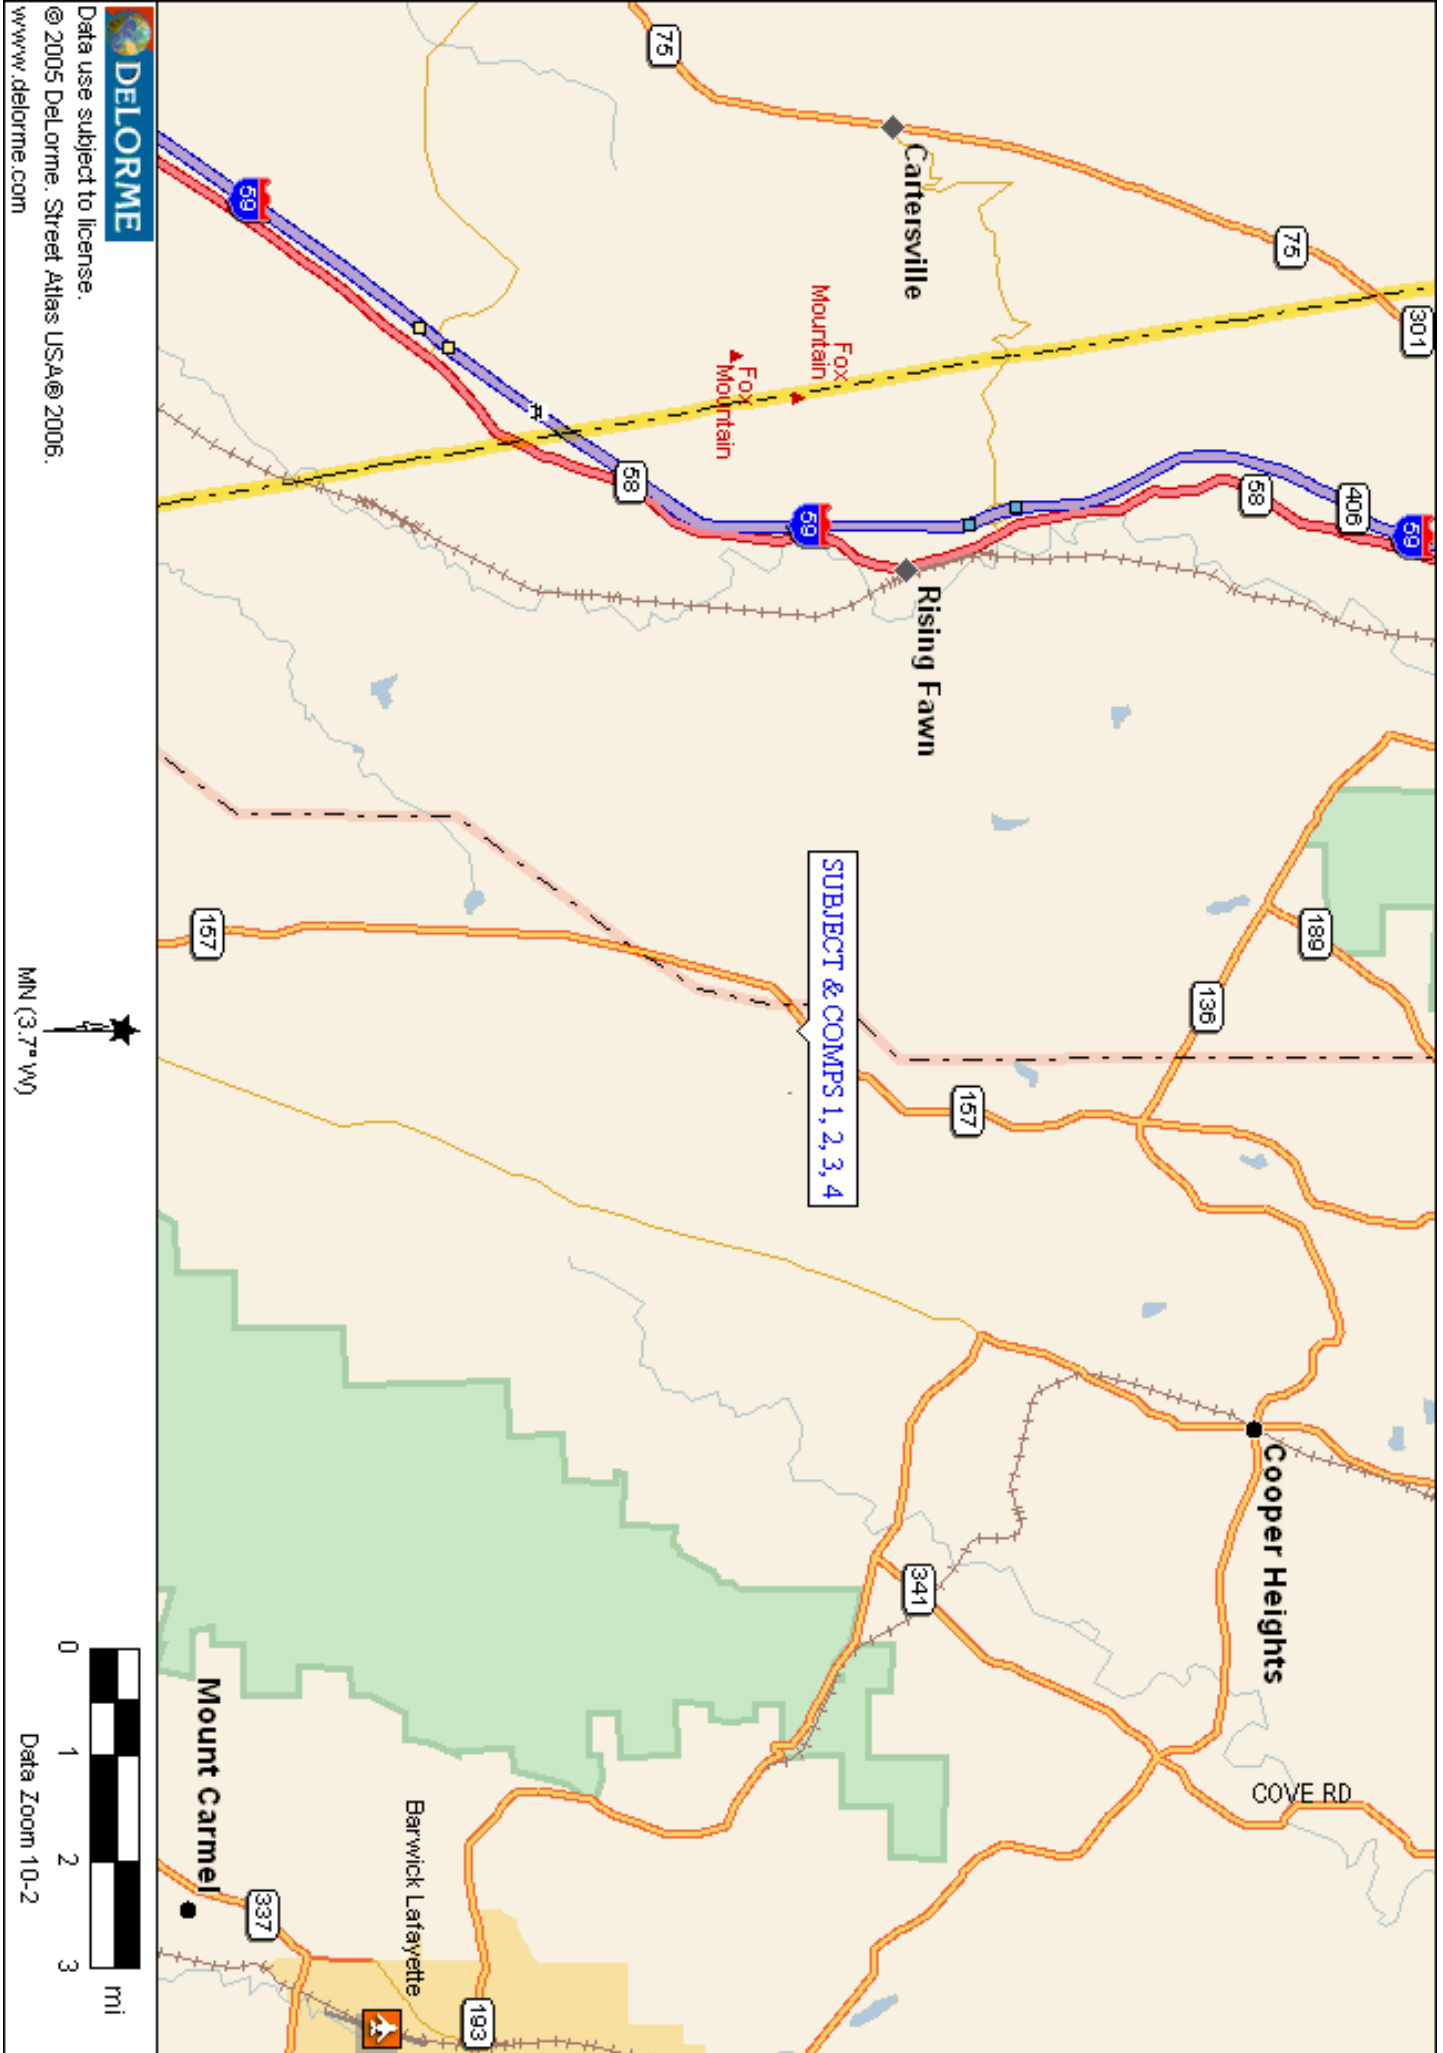 75
Cartersville
75
301
Fox
Mountain
Fox
Mountain
59
58
59
58
406
59
Rising Fawn
SUBJECT & COMPS 1, 2, 3, 4
189
136
157
157
Cooper Heights
341
COVE RD
Mount Carmel
Barwick Lafayette
337
193
DELORME
Data use subject to license.
© 2005 DeLorme. Street Atlas USA® 2006.
www.delorme.com
MN (3.7° W)
0 1 2 3
mi
Data Zoom 10-2